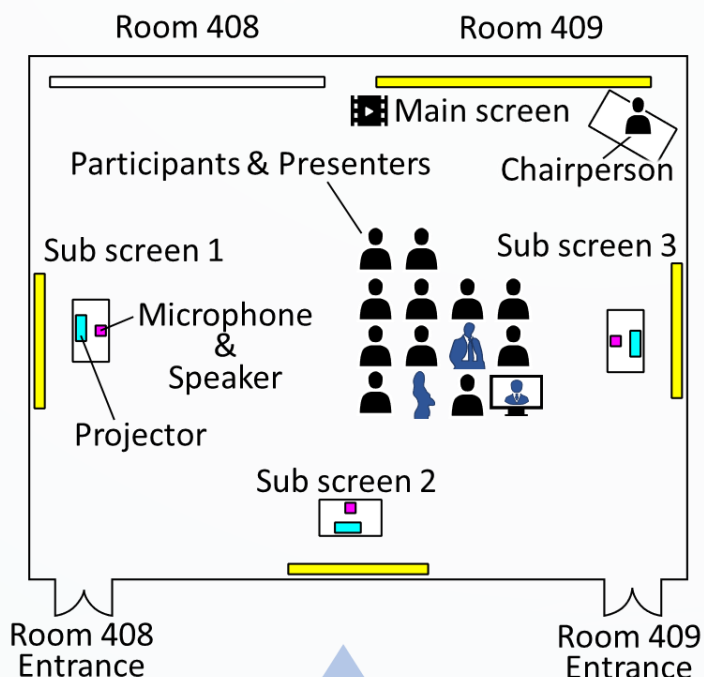 Room 408
Room 409
Main screen
Participants & Presenters
Chairperson
Sub screen 1
Sub screen 3
Microphone
&
Speaker
Projector
Sub screen 2
Room 408
Entrance
Room 409
Entrance